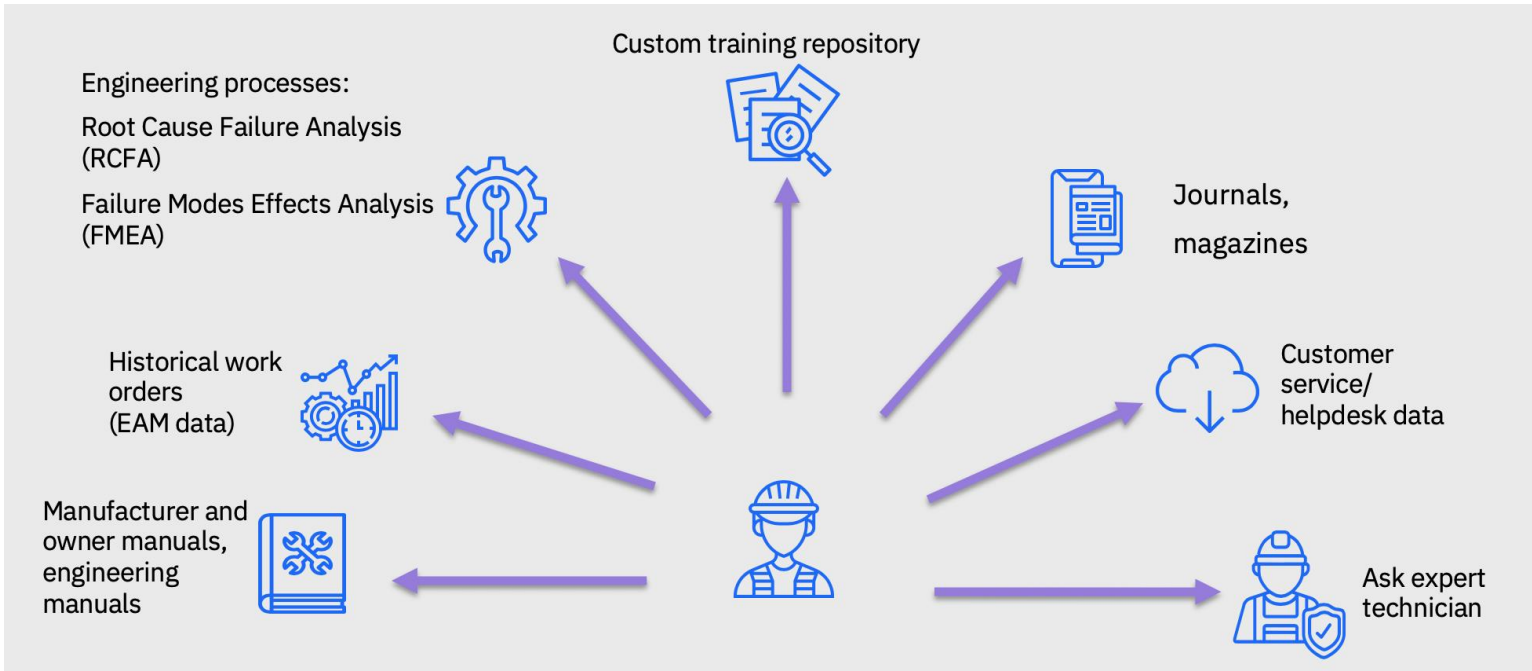 Custom training repository
Engineering processes:
Root Cause Failure Analysis
(RCFA)
Failure Modes Effects Analysis
(FMEA)
Journals,
magazines
Historical work
orders
(EAM data)
Customer
service/
helpdesk data
Manufacturer and
owner manuals,
engineering
manuals
Ask expert
technician